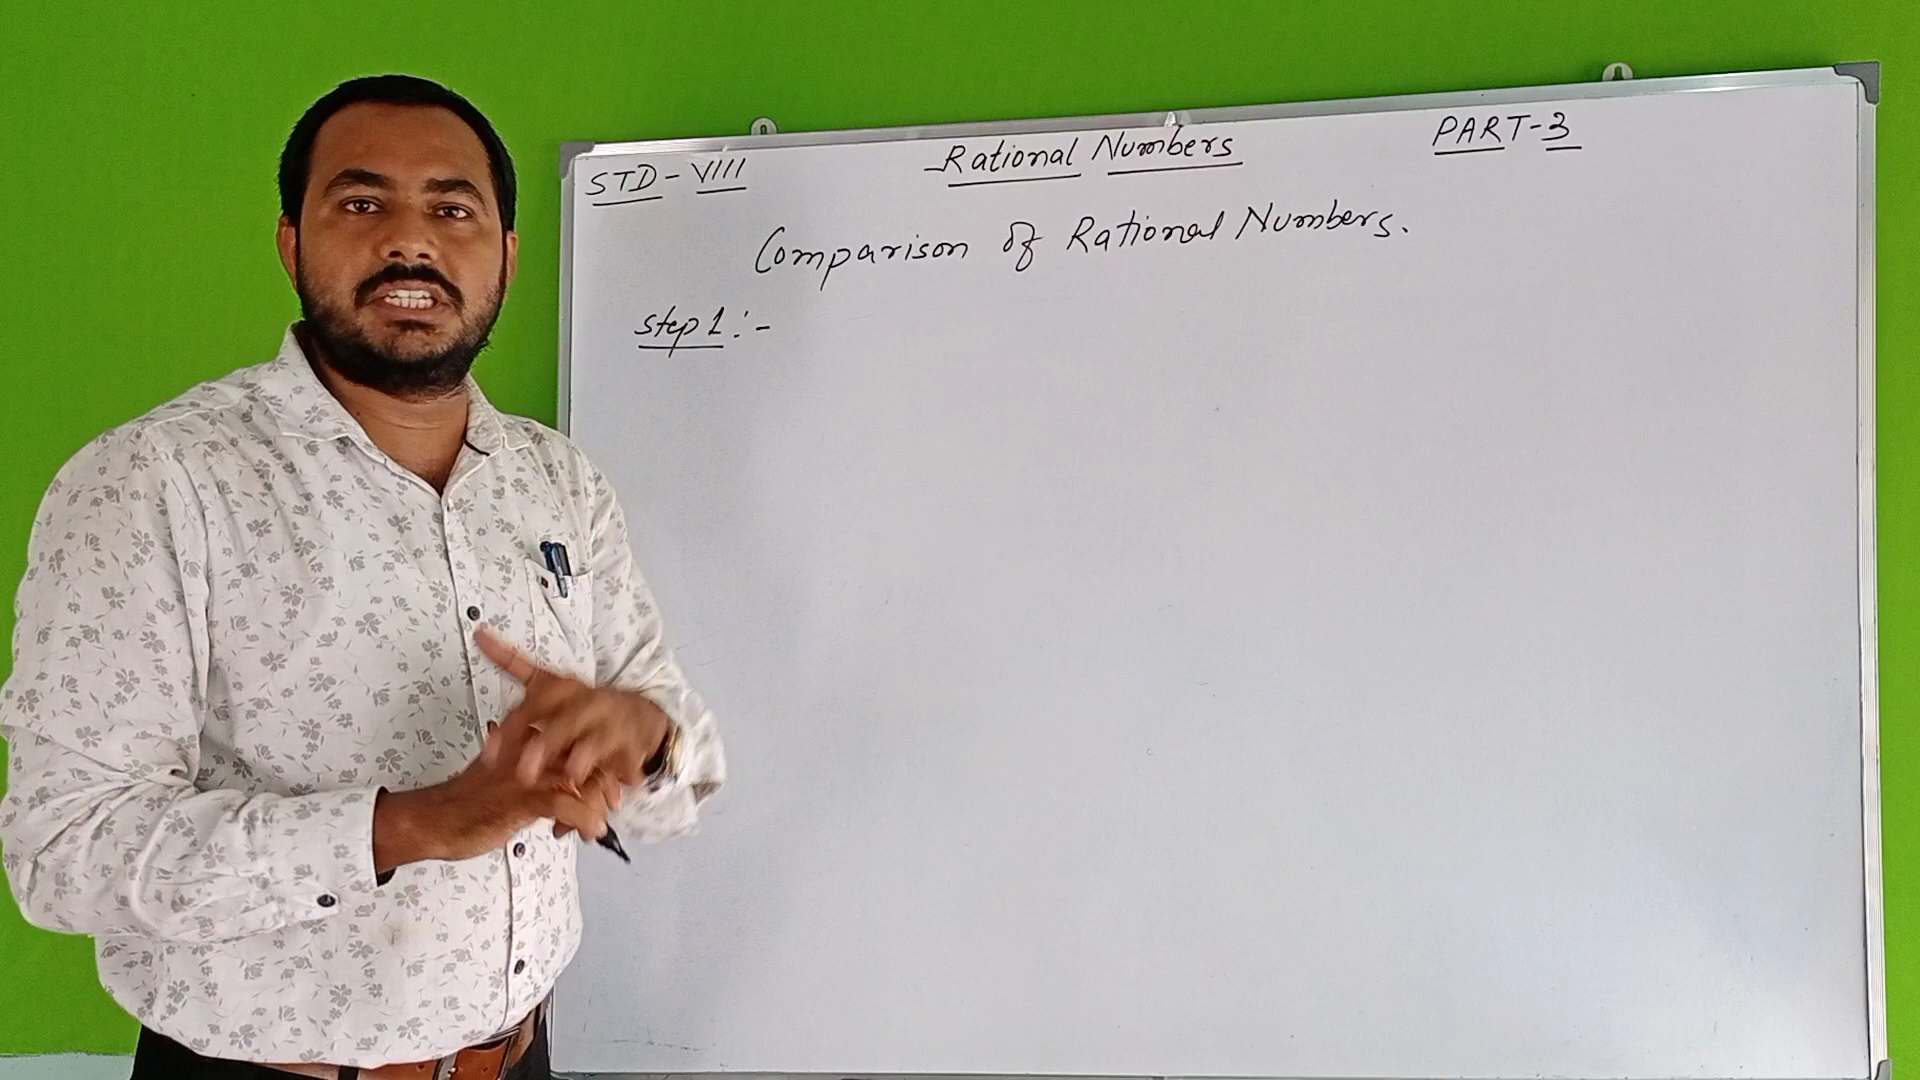 STD - VIII Rational Numbers PART-3
Comparison of Rational Numbers.
Step 1 :-